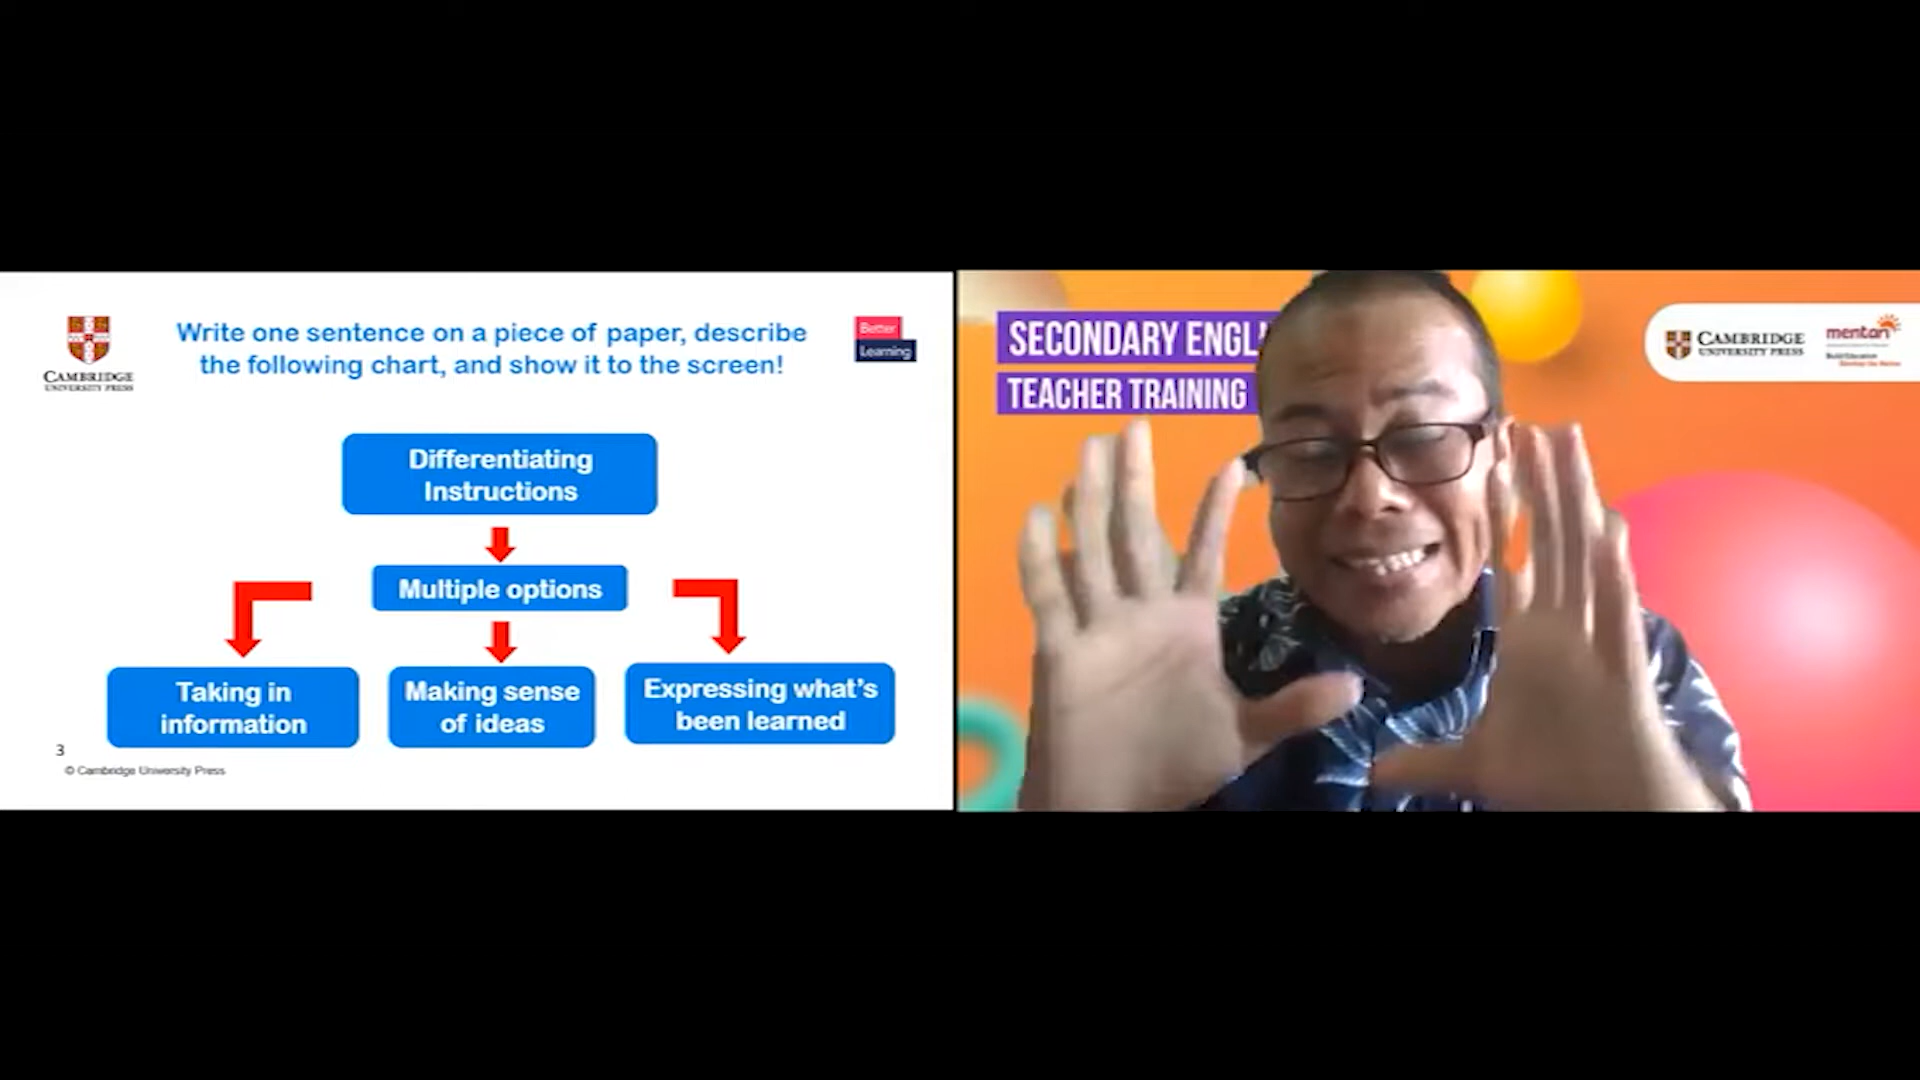 CAMBRIDGE
UNIVERSITY PRESS
Write one sentence on a piece of paper, describe
the following chart, and show it to the screen!
Better
Learning
Differentiating
Instructions
Multiple options
Taking in
information
Making sense
of ideas
Expressing what's
been learned
3
© Cambridge University Press
SECONDARY ENGL
TEACHER TRAINING
CAMBRIDGE
UNIVERSITY PRESS
mentari